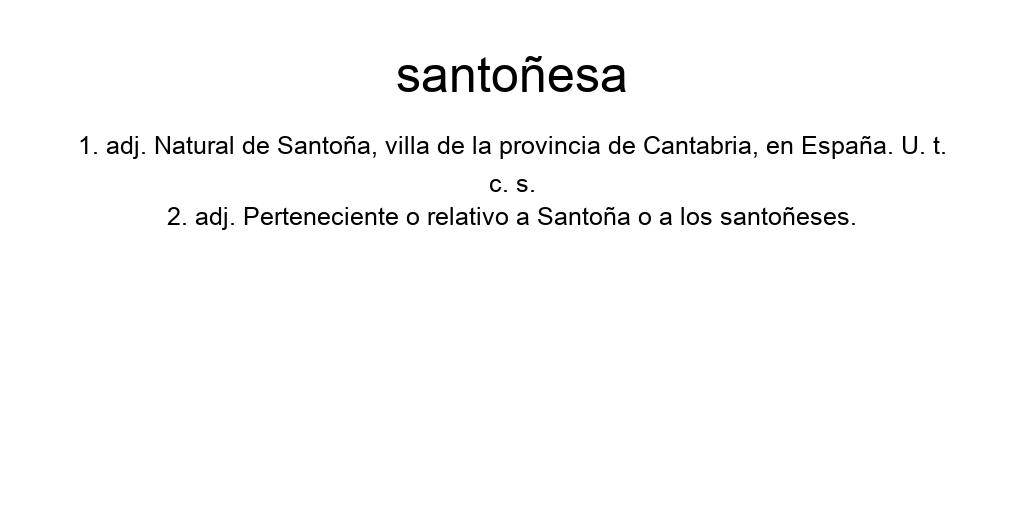 santoñesa
1. adj. Natural de Santoña, villa de la provincia de Cantabria, en España. U. t.
c. s.
2. adj. Perteneciente o relativo a Santoña o a los santoñeses.